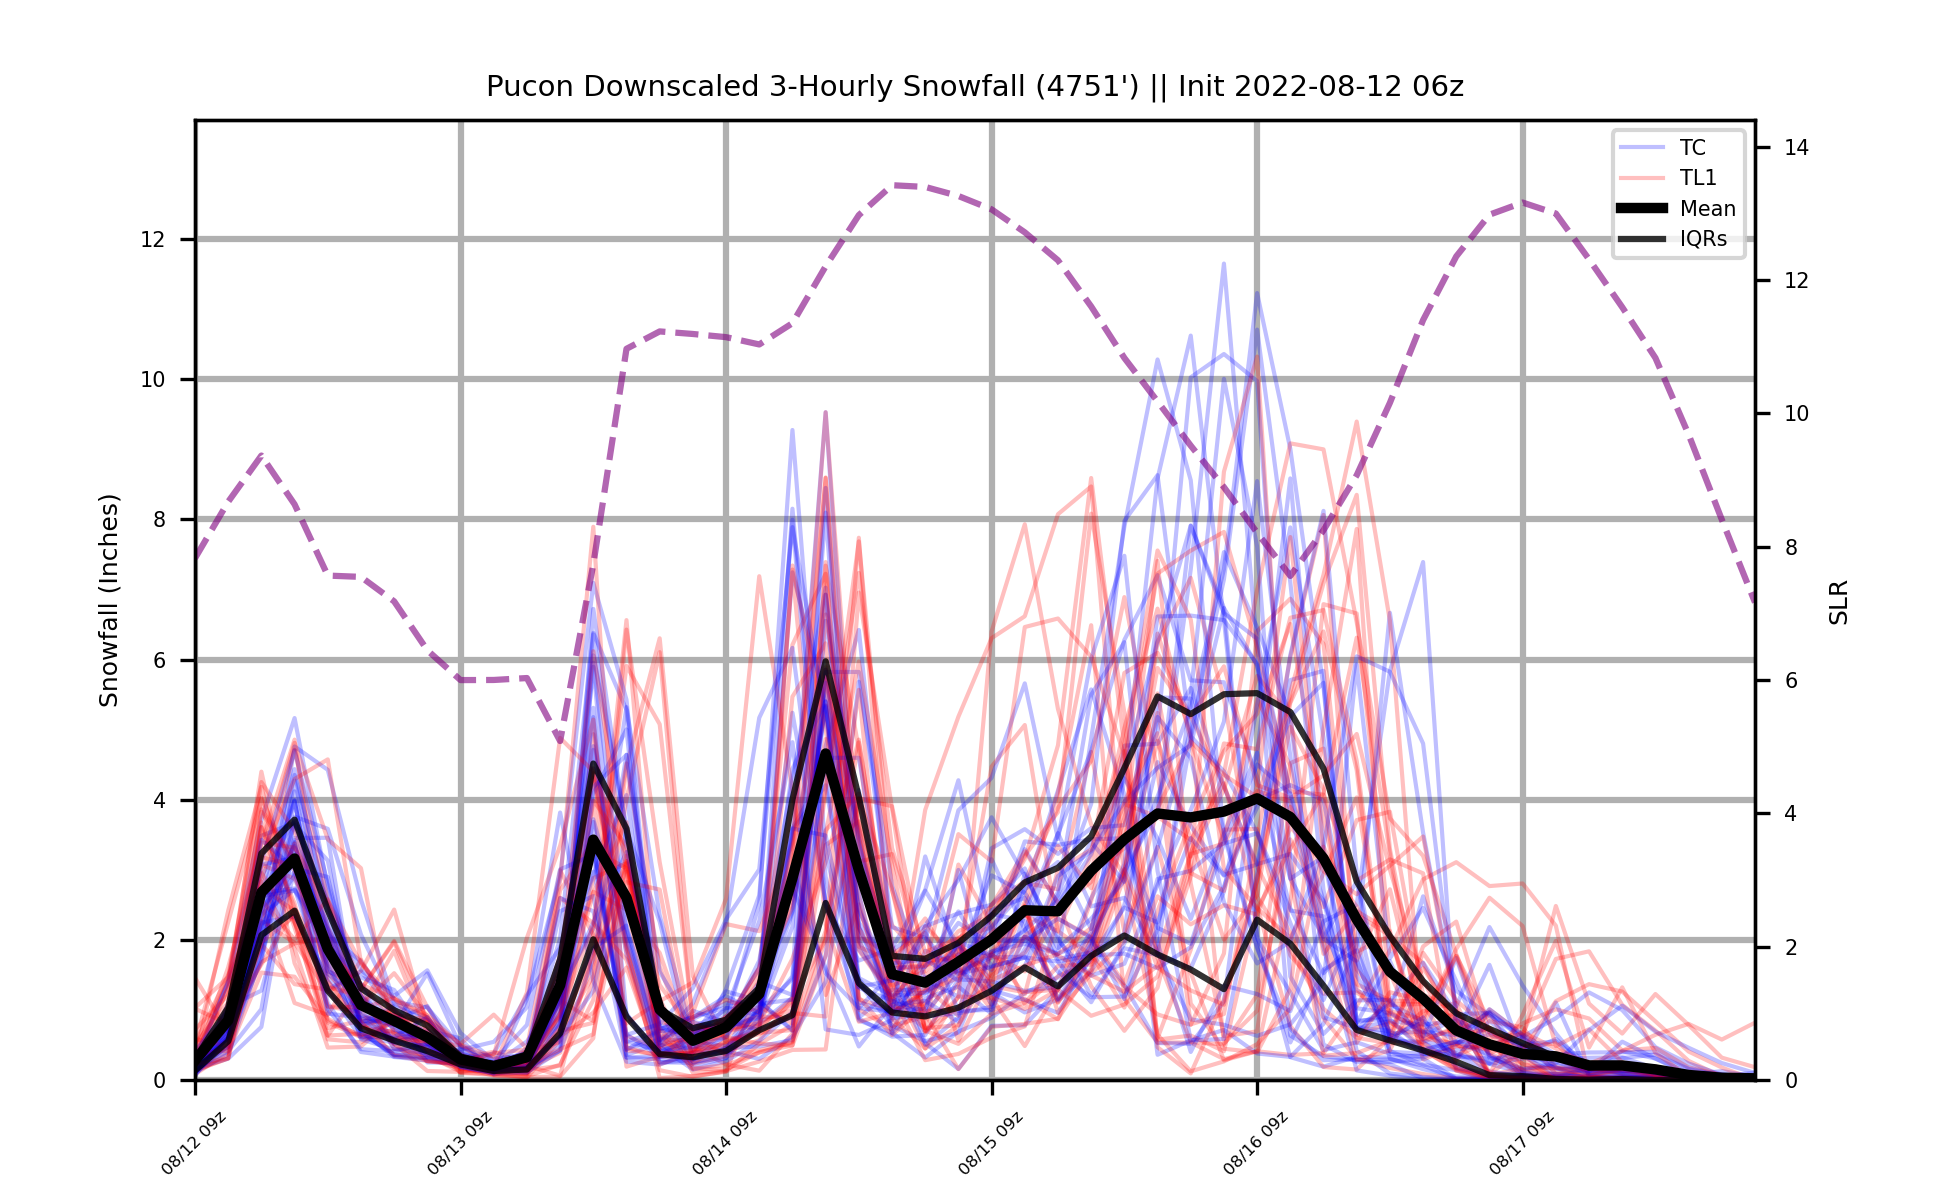 Pucon Downscaled 3-Hourly Snowfall (4751') || Init 2022-08-12 06z
TC
TL1
Mean
IQRs
Snowfall (Inches)
12
10
8
6
4
2
0
14
12
10
8
6
4
2
0
SLR
08/12 09z
08/13 09z
08/14 09z
08/15 09z
08/16 09z
08/17 09z